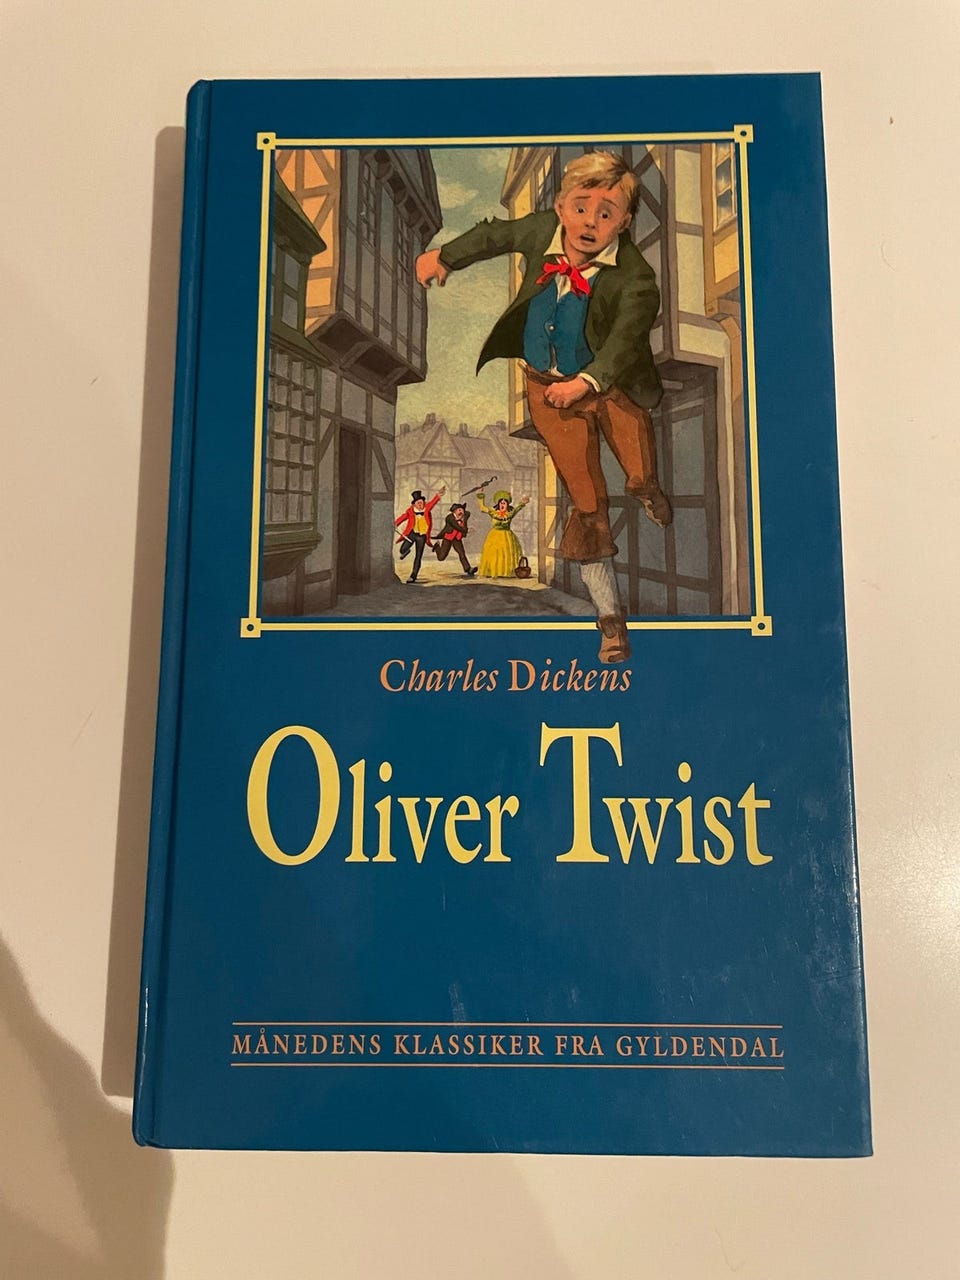 Charles Dickens
Oliver Twist
MÅNEDENS KLASSIKER FRA GYLDENDAL